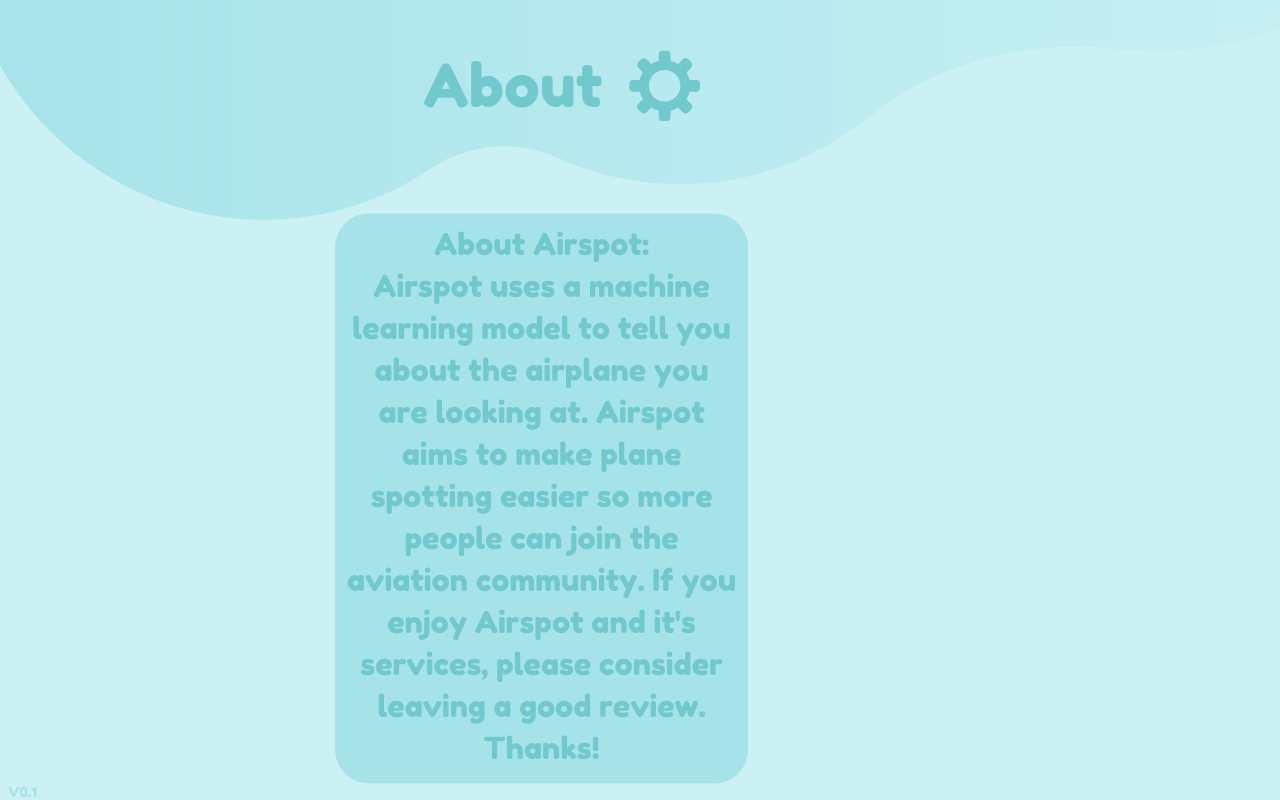 About
About Airspot:
Airspot uses a machine
learning model to tell you
about the airplane you
are looking at. Airspot
aims to make plane
spotting easier so more
people can join the
aviation community. If you
enjoy Airspot and it's
services, please consider
leaving a good review.
Thanks!
V0.1